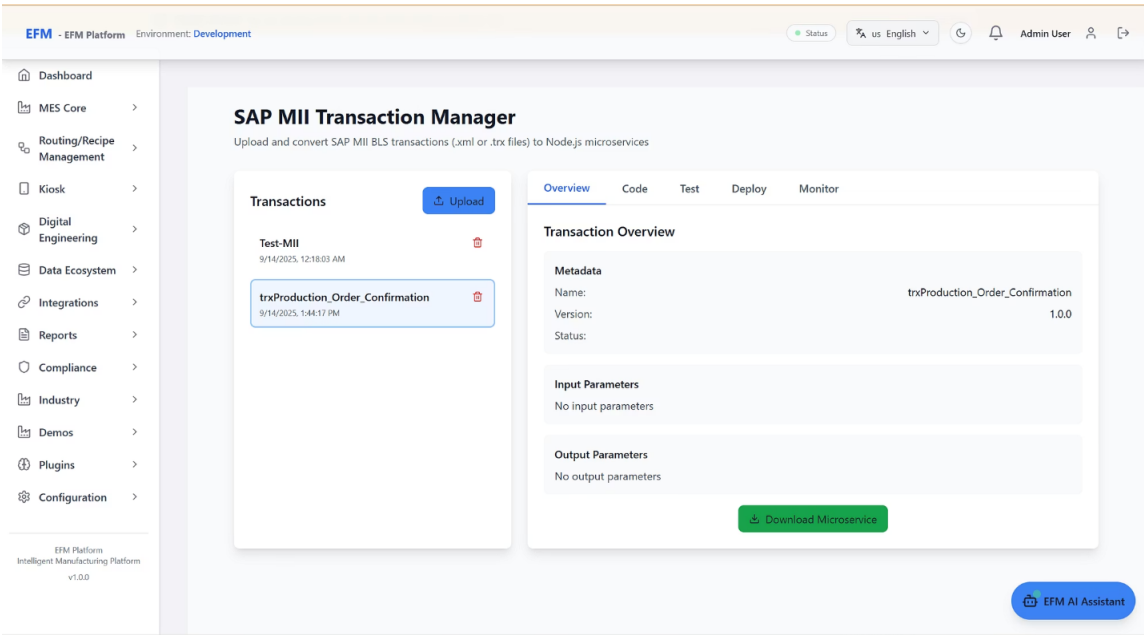 EFM - EFM Platform Environment: Development
Status
us English
Admin User
Dashboard
MES Core
Routing/Recipe
Management
Kiosk
Digital
Engineering
Data Ecosystem
Integrations
Reports
Compliance
Industry
Demos
Plugins
Configuration
EFM Platform
Intelligent Manufacturing Platform
v1.0.0
SAP MII Transaction Manager
Upload and convert SAP MII BLS transactions (.xml or .trx files) to Node.js microservices
Transactions
Upload
Test-MII
9/14/2025, 12:18:03 AM
trxProduction_Order_Confirmation
9/14/2025, 1:44:17 PM
Overview Code Test Deploy Monitor
Transaction Overview
Metadata
Name: trxProduction_Order_Confirmation
Version: 1.0.0
Status:
Input Parameters
No input parameters
Output Parameters
No output parameters
Download Microservice
EFM AI Assistant